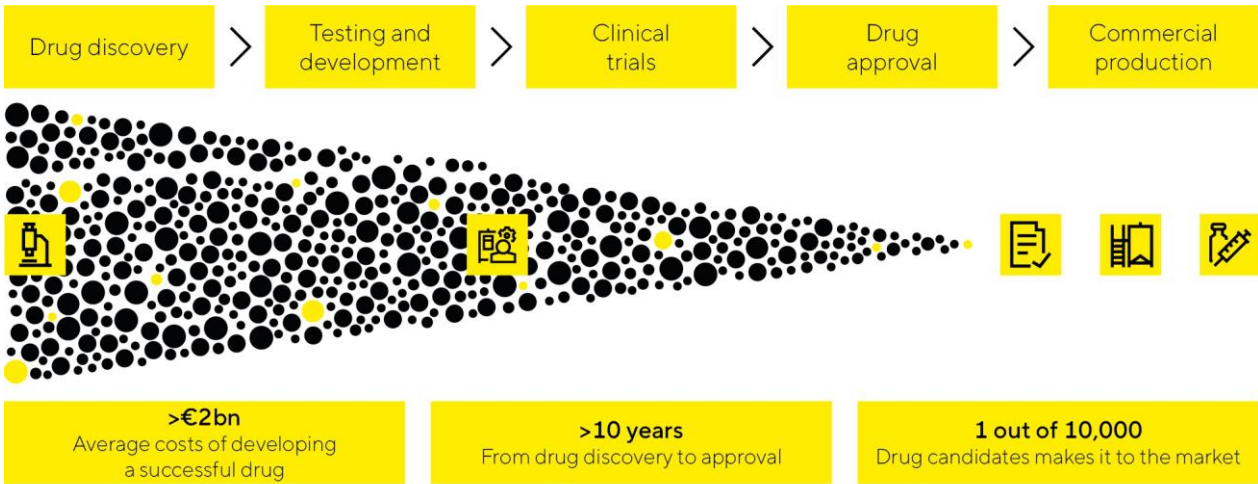 Drug discovery
Testing and
development
Clinical
trials
Drug
approval
Commercial
production
>€2bn
Average costs of developing
a successful drug
>10 years
From drug discovery to approval
1 out of 10,000
Drug candidates makes it to the market